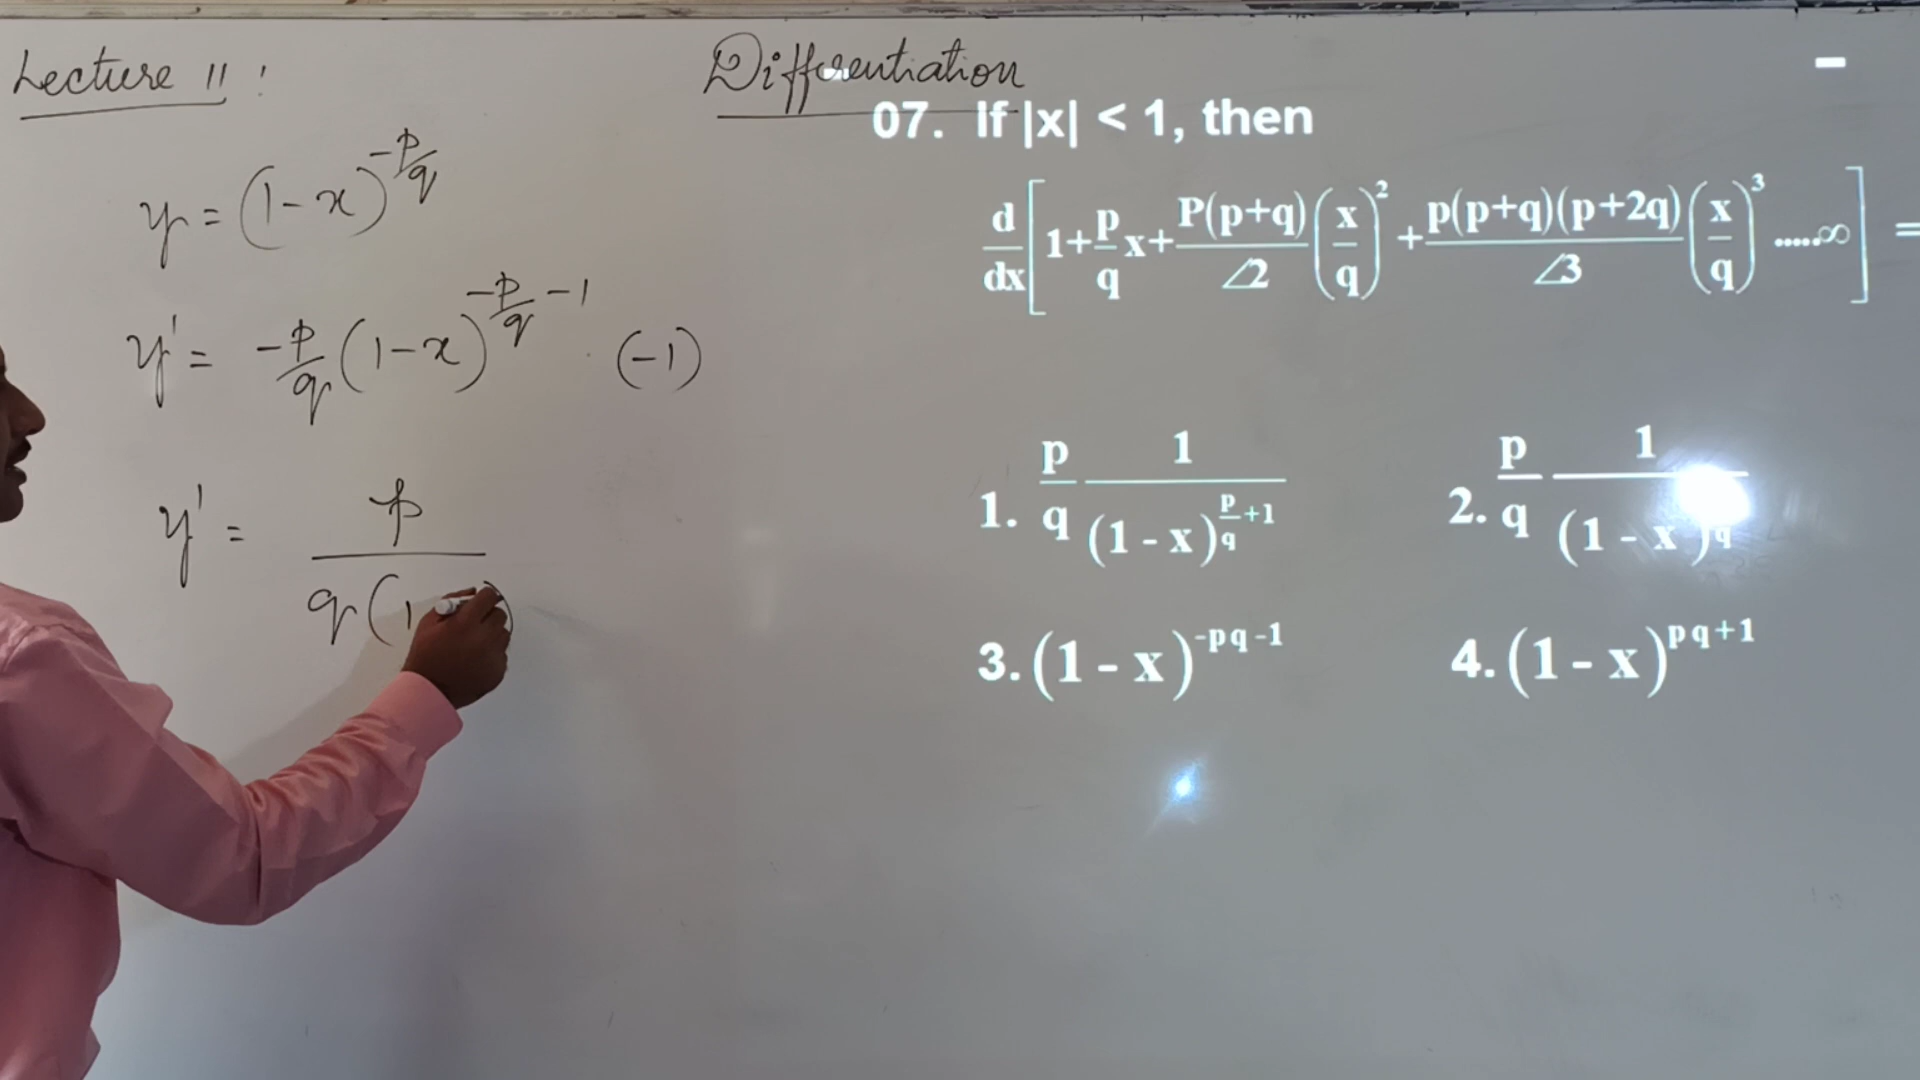 Lecture 11 :
Differentiation
y = (1-x)^{-p/q}
y' = -p/q (1-x)^{-p/q -1} · (-1)
y' = p / q(1
07. If |x| < 1, then
d/dx [1+ p/q x+ P(p+q)/∠2 (x/q)^2 + p(p+q)(p+2q)/∠3 (x/q)^3 .....∞] =
1. p/q 1/(1 - x)^{p/q +1}
2. p/q 1/(1 - x)^{q}
3. (1 - x)^{-pq -1}
4. (1 - x)^{pq+1}